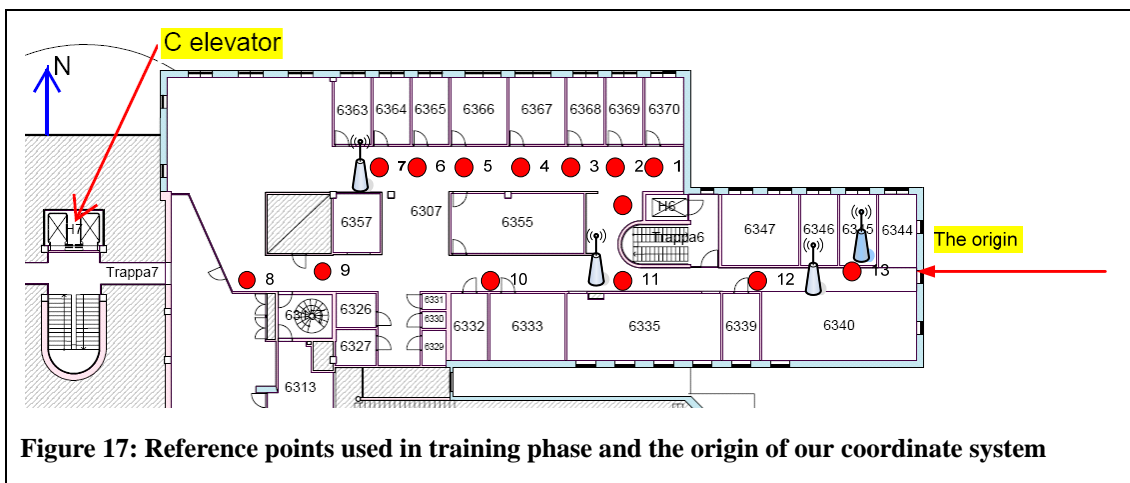 C elevator
N
6363 6364 6365 6366 6367 6368 6369 6370
7 6 5 4 3 2 1
H6
6357 6307 6355 6347 6346 6344
H7
Trappa6
The origin
Trappa7
8 9 10 11 12 13
6331
6326 6330
6332 6333 6335 6339 6340
6327 6329
6313
Figure 17: Reference points used in training phase and the origin of our coordinate system